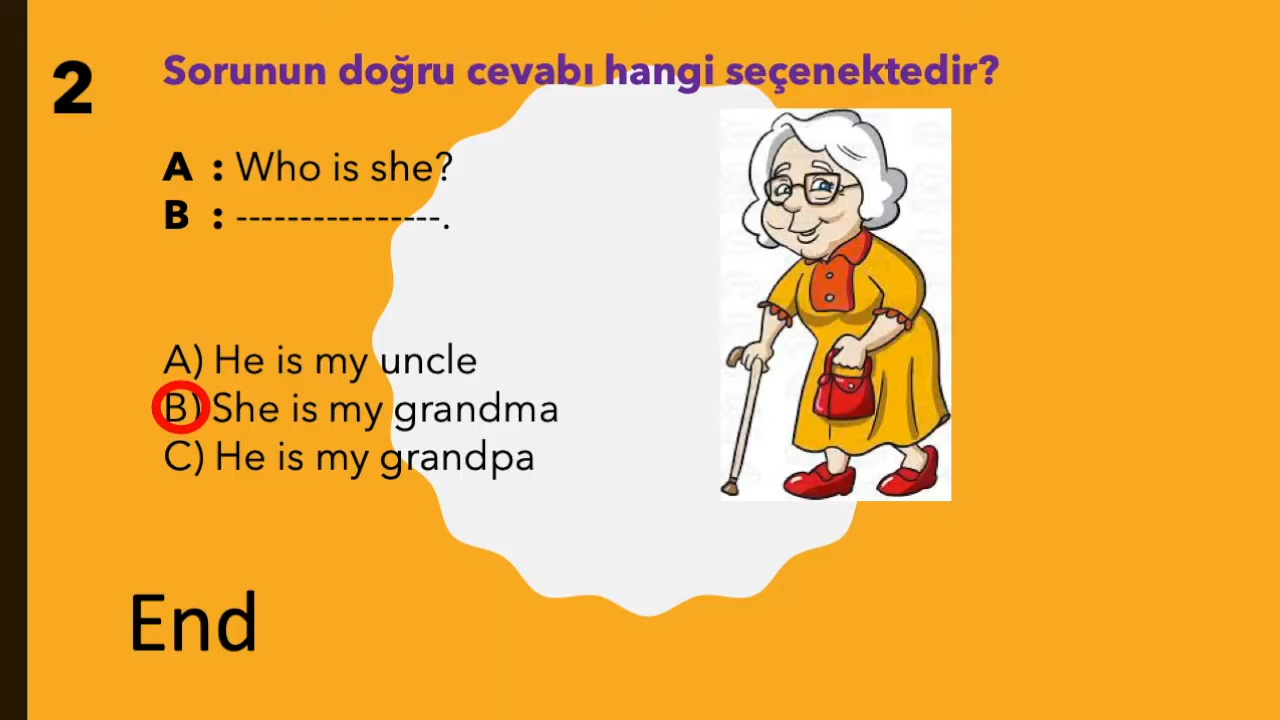 2
Sorunun doğru cevabı hangi seçenektedir?
A : Who is she?
B : ----------------.
A) He is my uncle
B) She is my grandma
C) He is my grandpa
End